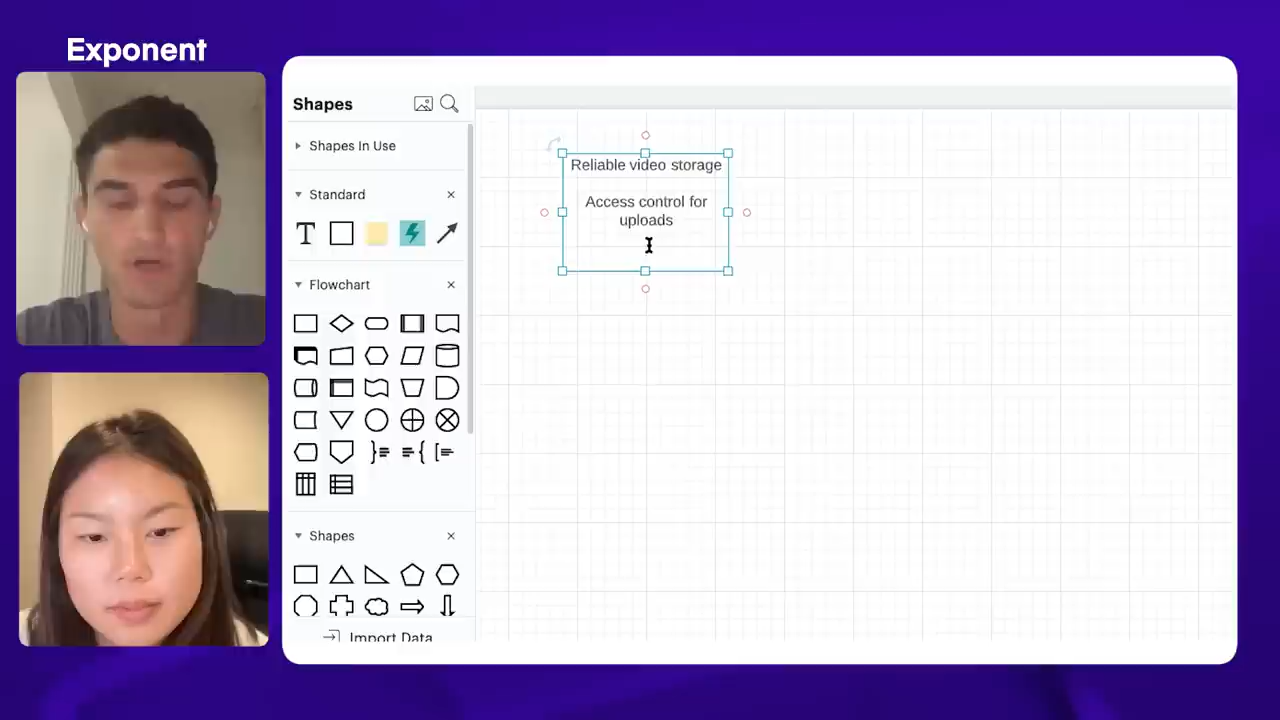 Exponent
Shapes
Shapes In Use
Standard
T
Flowchart
Shapes
Import Data
Reliable video storage
Access control for
uploads